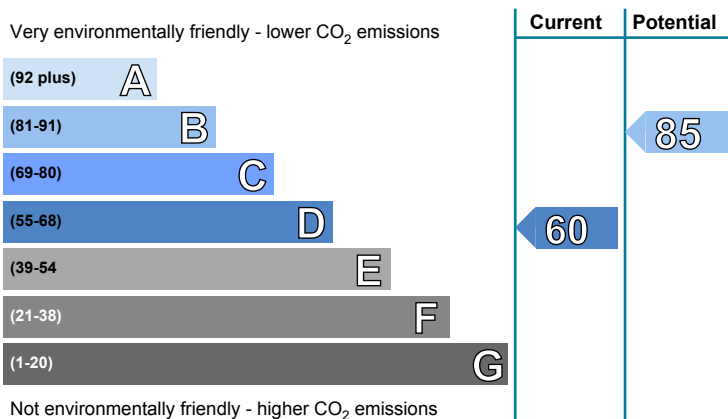 Current Potential
Very environmentally friendly - lower CO2 emissions
(92 plus) A
(81-91) B
85
(69-80) C
(55-68) D
60
(39-54 E
(21-38) F
(1-20) G
Not environmentally friendly - higher CO2 emissions